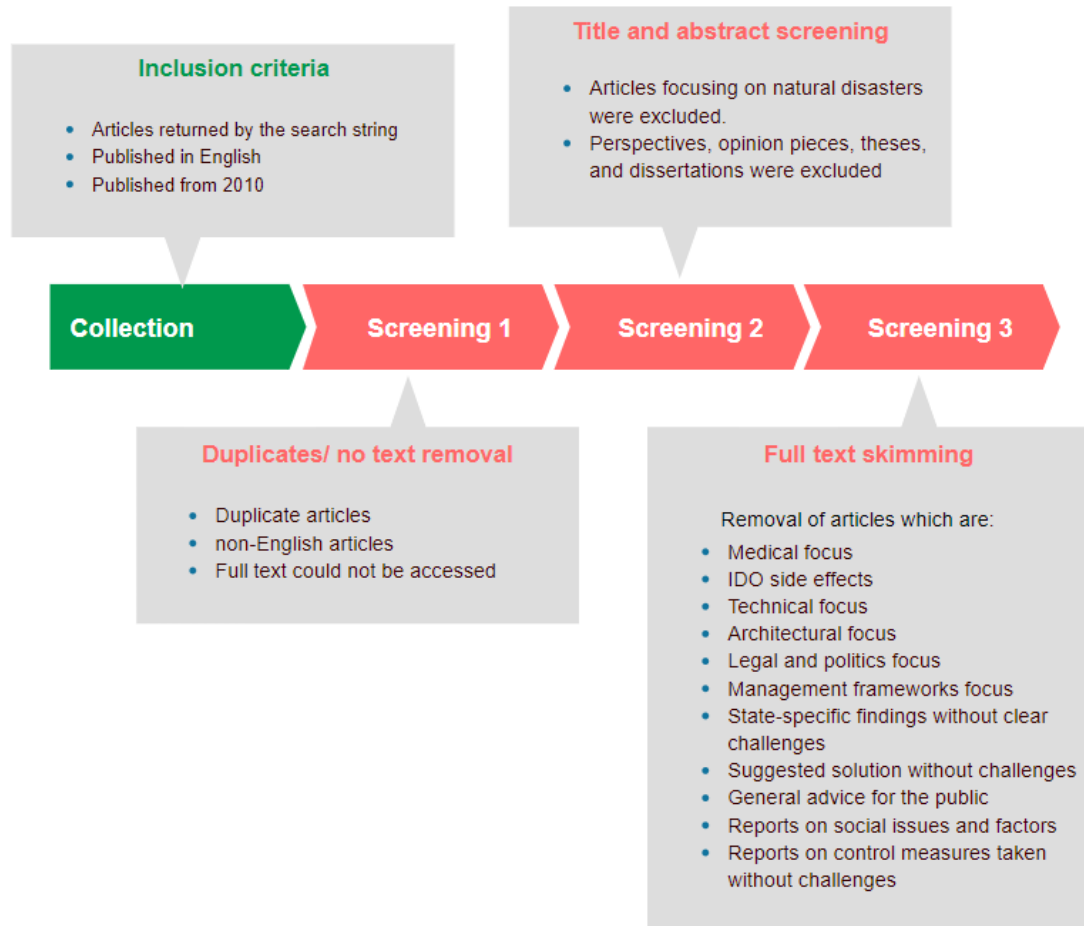 Title and abstract screening
• Articles focusing on natural disasters
were excluded.
• Perspectives, opinion pieces, theses,
and dissertations were excluded
Inclusion criteria
• Articles returned by the search string
• Published in English
• Published from 2010
Collection
Screening 1
Screening 2
Screening 3
Duplicates/ no text removal
• Duplicate articles
• non-English articles
• Full text could not be accessed
Full text skimming
Removal of articles which are:
• Medical focus
• IDO side effects
• Technical focus
• Architectural focus
• Legal and politics focus
• Management frameworks focus
• State-specific findings without clear
challenges
• Suggested solution without challenges
• General advice for the public
• Reports on social issues and factors
• Reports on control measures taken
without challenges